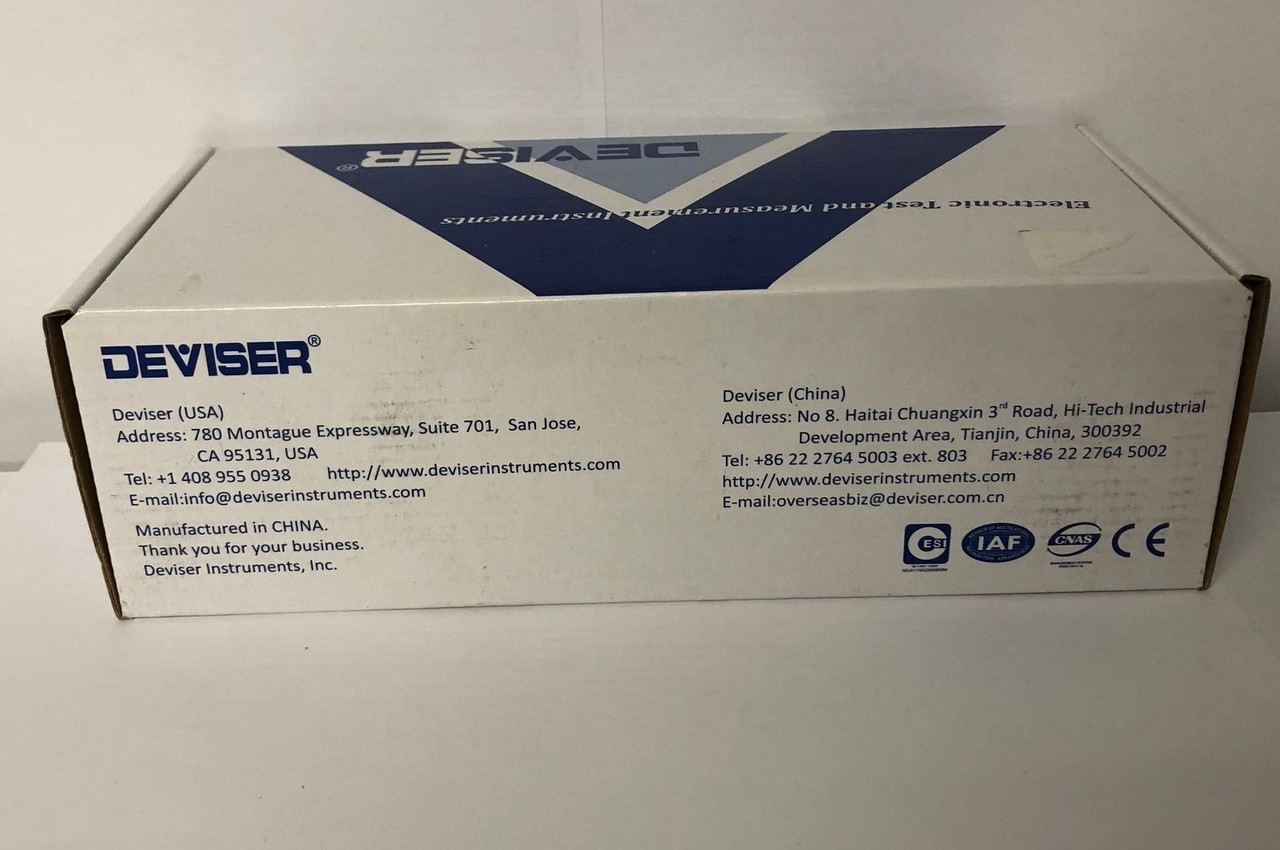 DEVISER®
Electronic Test and Measurement Instruments
DEVISER®
Deviser (USA)
Address: 780 Montague Expressway, Suite 701, San Jose,
CA 95131, USA
Tel: +1 408 955 0938 http://www.deviserinstruments.com
E-mail:info@deviserinstruments.com
Manufactured in CHINA.
Thank you for your business.
Deviser Instruments, Inc.
Deviser (China)
Address: No 8. Haitai Chuangxin 3rd Road, Hi-Tech Industrial
Development Area, Tianjin, China, 300392
Tel: +86 22 2764 5003 ext. 803 Fax:+86 22 2764 5002
http://www.deviserinstruments.com
E-mail:overseasbiz@deviser.com.cn
CESI
IAF
CNAS
CE